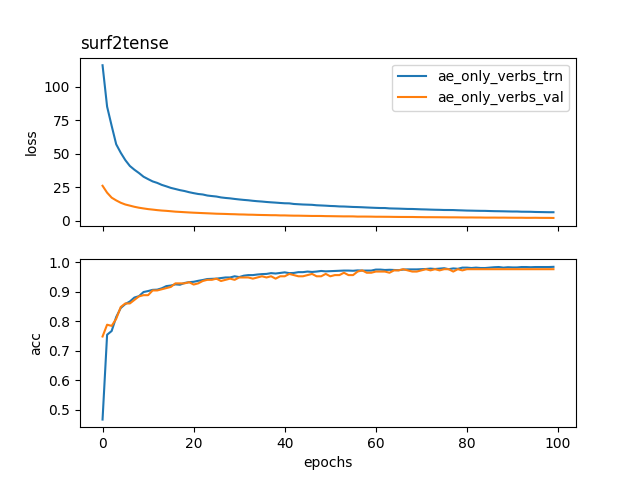 surf2tense
100
75
50
25
0
loss
ae_only_verbs_trn
ae_only_verbs_val
1.0
0.9
0.8
0.7
0.6
0.5
acc
0 20 40 60 80 100
epochs